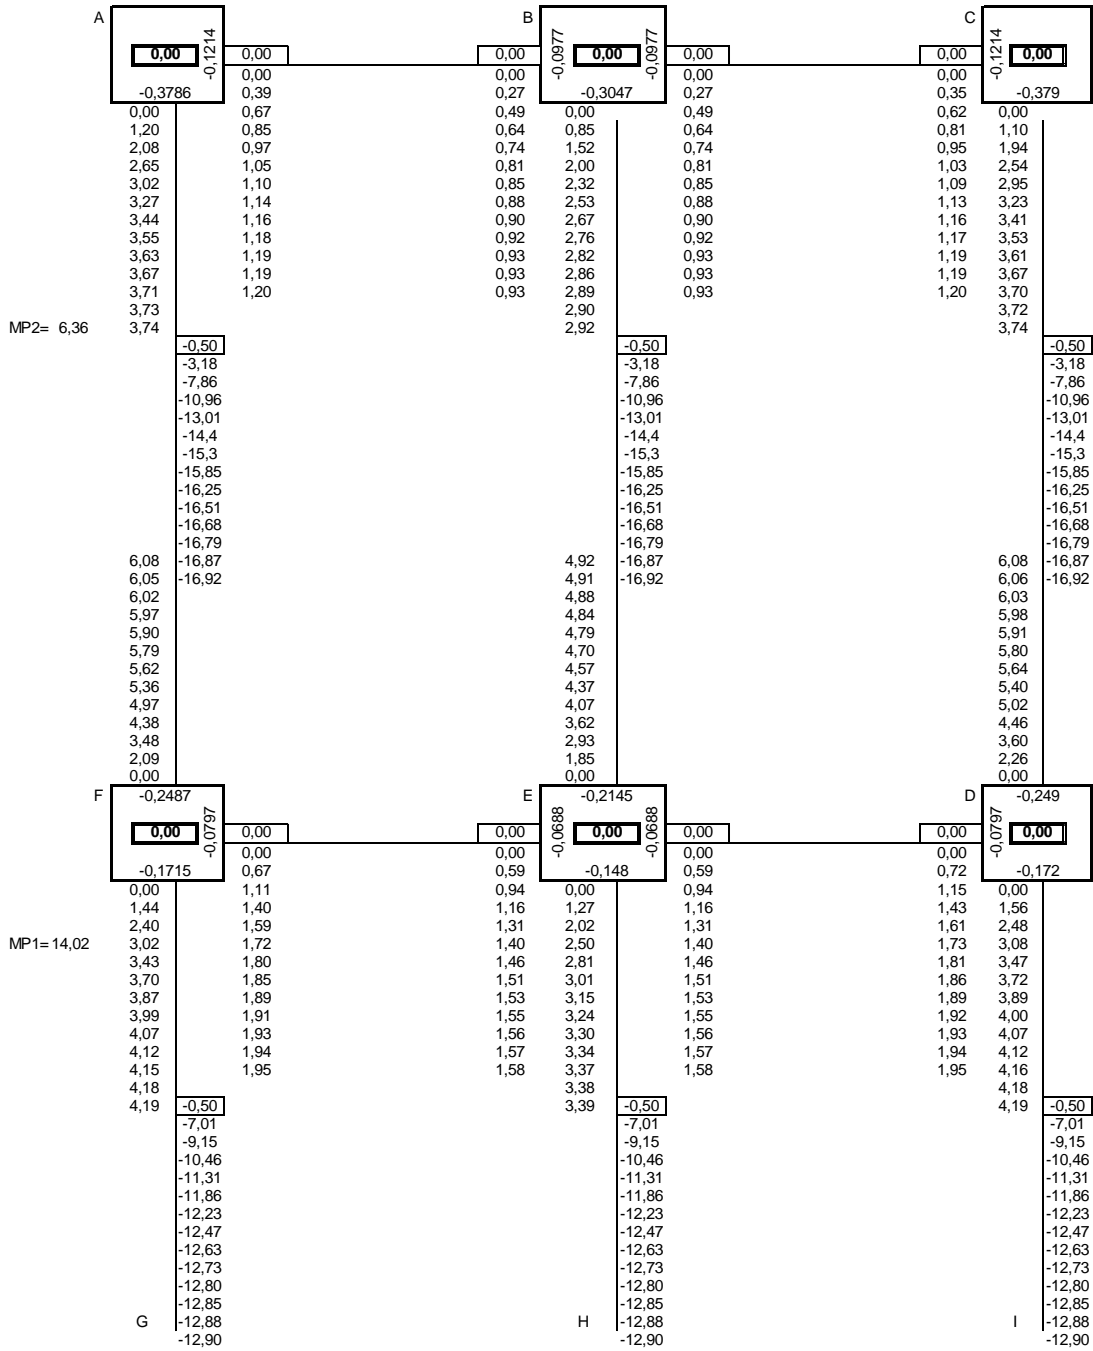 A B C
-0,1214 -0,0977 -0,0977 -0,1214
0,00 0,00 0,00 0,00 0,00 0,00 0,00
0,00 0,00 0,00 0,00
-0,3786 0,39 0,27 -0,3047 0,27 0,35 -0,379
0,00 0,67 0,49 0,00 0,49 0,62 0,00
1,20 0,85 0,64 0,85 0,64 0,81 1,10
2,08 0,97 0,74 1,52 0,74 0,95 1,94
2,65 1,05 0,81 2,00 0,81 1,03 2,54
3,02 1,10 0,85 2,32 0,85 1,09 2,95
3,27 1,14 0,88 2,53 0,88 1,13 3,23
3,44 1,16 0,90 2,67 0,90 1,16 3,41
3,55 1,18 0,92 2,76 0,92 1,17 3,53
3,63 1,19 0,93 2,82 0,93 1,19 3,61
3,67 1,19 0,93 2,86 0,93 1,19 3,67
3,71 1,20 0,93 2,89 0,93 1,20 3,70
3,73 2,90 3,72
MP2= 6,36 3,74 2,92 3,74
-0,50 -0,50 -0,50
-3,18 -3,18 -3,18
-7,86 -7,86 -7,86
-10,96 -10,96 -10,96
-13,01 -13,01 -13,01
-14,4 -14,4 -14,4
-15,3 -15,3 -15,3
-15,85 -15,85 -15,85
-16,25 -16,25 -16,25
-16,51 -16,51 -16,51
-16,68 -16,68 -16,68
-16,79 -16,79 -16,79
6,08 -16,87 4,92 -16,87 6,08 -16,87
6,05 -16,92 4,91 -16,92 6,06 -16,92
6,02 4,88 6,03
5,97 4,84 5,98
5,90 4,79 5,91
5,79 4,70 5,80
5,62 4,57 5,64
5,36 4,37 5,40
4,97 4,07 5,02
4,38 3,62 4,46
3,48 2,93 3,60
2,09 1,85 2,26
0,00 0,00 0,00
F -0,2487 E -0,2145 D -0,249
-0,0797 -0,0688 -0,0688 -0,0797
0,00 0,00 0,00 0,00 0,00 0,00 0,00
0,00 0,00 0,00 0,00
-0,1715 0,67 0,59 -0,148 0,59 0,72 -0,172
0,00 1,11 0,94 0,00 0,94 1,15 0,00
1,44 1,40 1,16 1,27 1,16 1,43 1,56
2,40 1,59 1,31 2,02 1,31 1,61 2,48
MP1= 14,02 3,02 1,72 1,40 2,50 1,40 1,73 3,08
3,43 1,80 1,46 2,81 1,46 1,81 3,47
3,70 1,85 1,51 3,01 1,51 1,86 3,72
3,87 1,89 1,53 3,15 1,53 1,89 3,89
3,99 1,91 1,55 3,24 1,55 1,92 4,00
4,07 1,93 1,56 3,30 1,56 1,93 4,07
4,12 1,94 1,57 3,34 1,57 1,94 4,12
4,15 1,95 1,58 3,37 1,58 1,95 4,16
4,18 3,38 4,18
4,19 -0,50 3,39 -0,50 4,19 -0,50
-7,01 -7,01 -7,01
-9,15 -9,15 -9,15
-10,46 -10,46 -10,46
-11,31 -11,31 -11,31
-11,86 -11,86 -11,86
-12,23 -12,23 -12,23
-12,47 -12,47 -12,47
-12,63 -12,63 -12,63
-12,73 -12,73 -12,73
-12,80 -12,80 -12,80
-12,85 -12,85 -12,85
G -12,88 H -12,88 I -12,88
-12,90 -12,90 -12,90